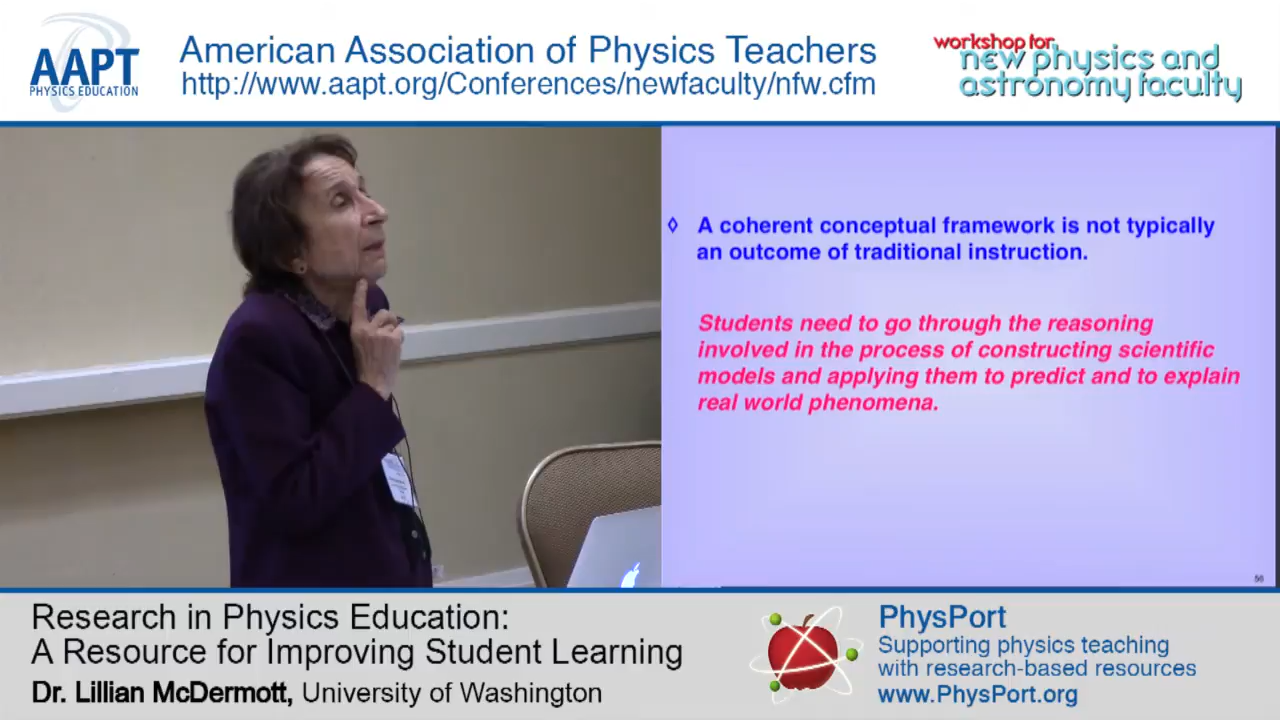 AAPT
PHYSICS EDUCATION
American Association of Physics Teachers
http://www.aapt.org/Conferences/newfaculty/nfw.cfm
workshop for
new physics and
astronomy faculty
◊ A coherent conceptual framework is not typically
an outcome of traditional instruction.
Students need to go through the reasoning
involved in the process of constructing scientific
models and applying them to predict and to explain
real world phenomena.
Research in Physics Education:
A Resource for Improving Student Learning
Dr. Lillian McDermott, University of Washington
PhysPort
Supporting physics teaching
with research-based resources
www.PhysPort.org